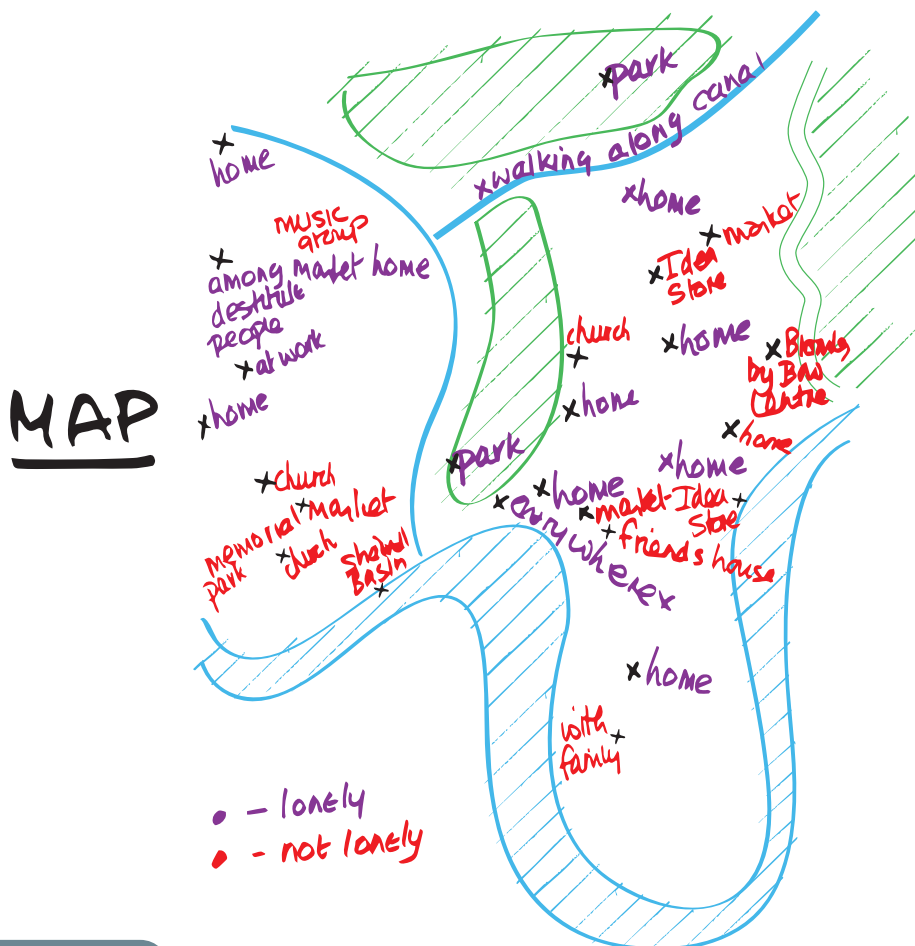 park
walking along canal
home
home
music
group
market
among market home
destitute
people
Idea
Store
at work
church
home
Bromley
by Bow
Centre
MAP
home
home
home
park
home
church
home
market
market-Idea
Store
everywhere
friends house
memorial
park
church
Shadwell
Basin
home
with
family
- lonely
- not lonely